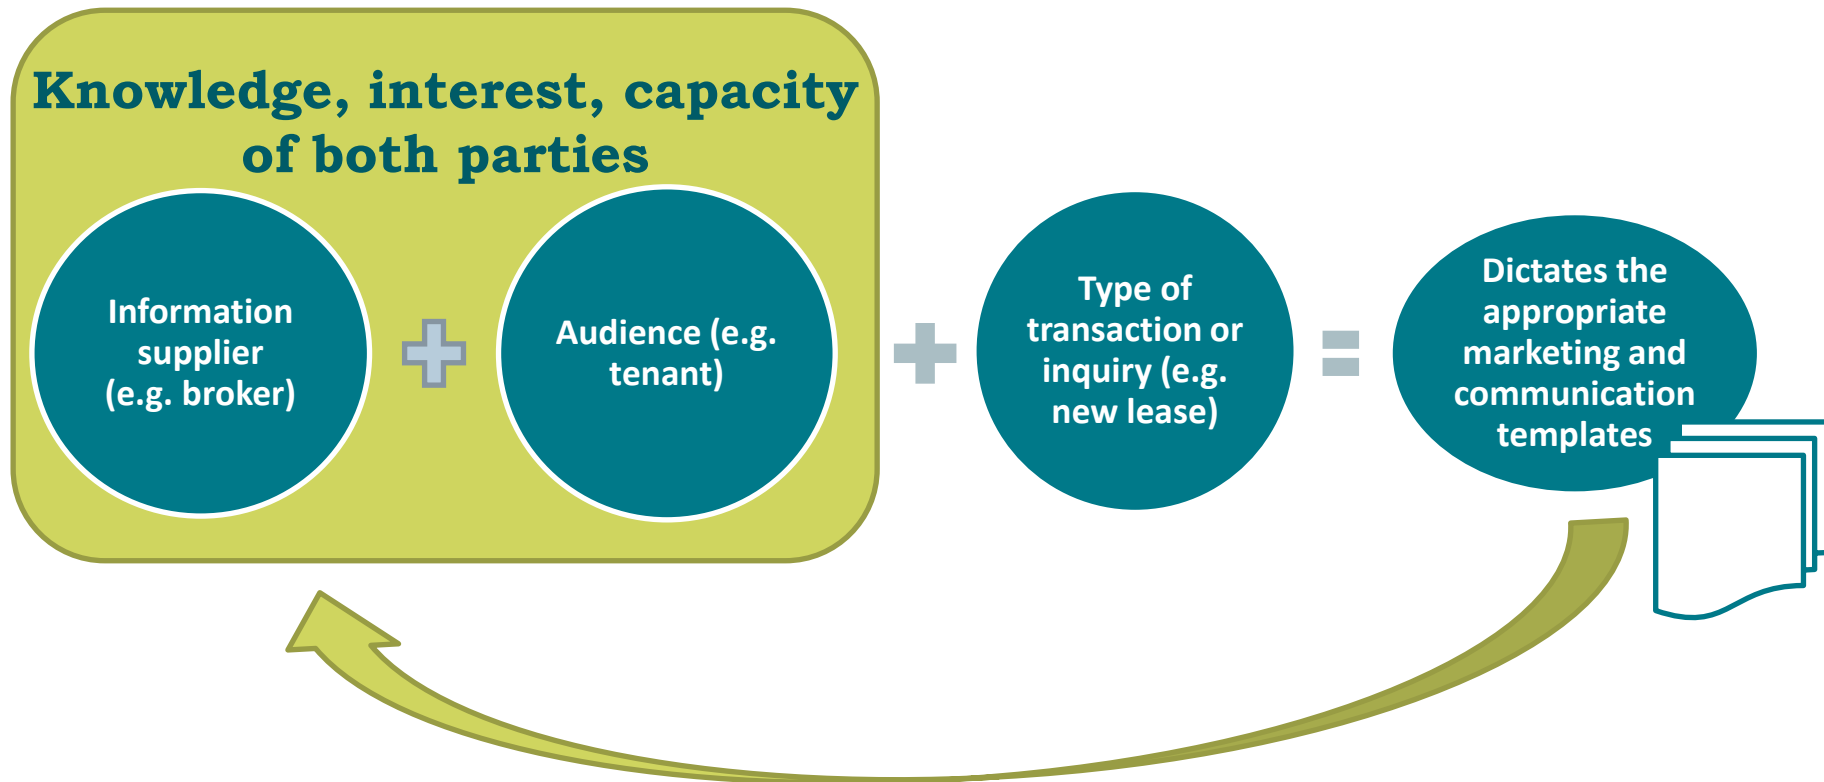 Knowledge, interest, capacity
of both parties
Information
supplier
(e.g. broker)
Audience (e.g.
tenant)
Type of
transaction or
inquiry (e.g.
new lease)
Dictates the
appropriate
marketing and
communication
templates